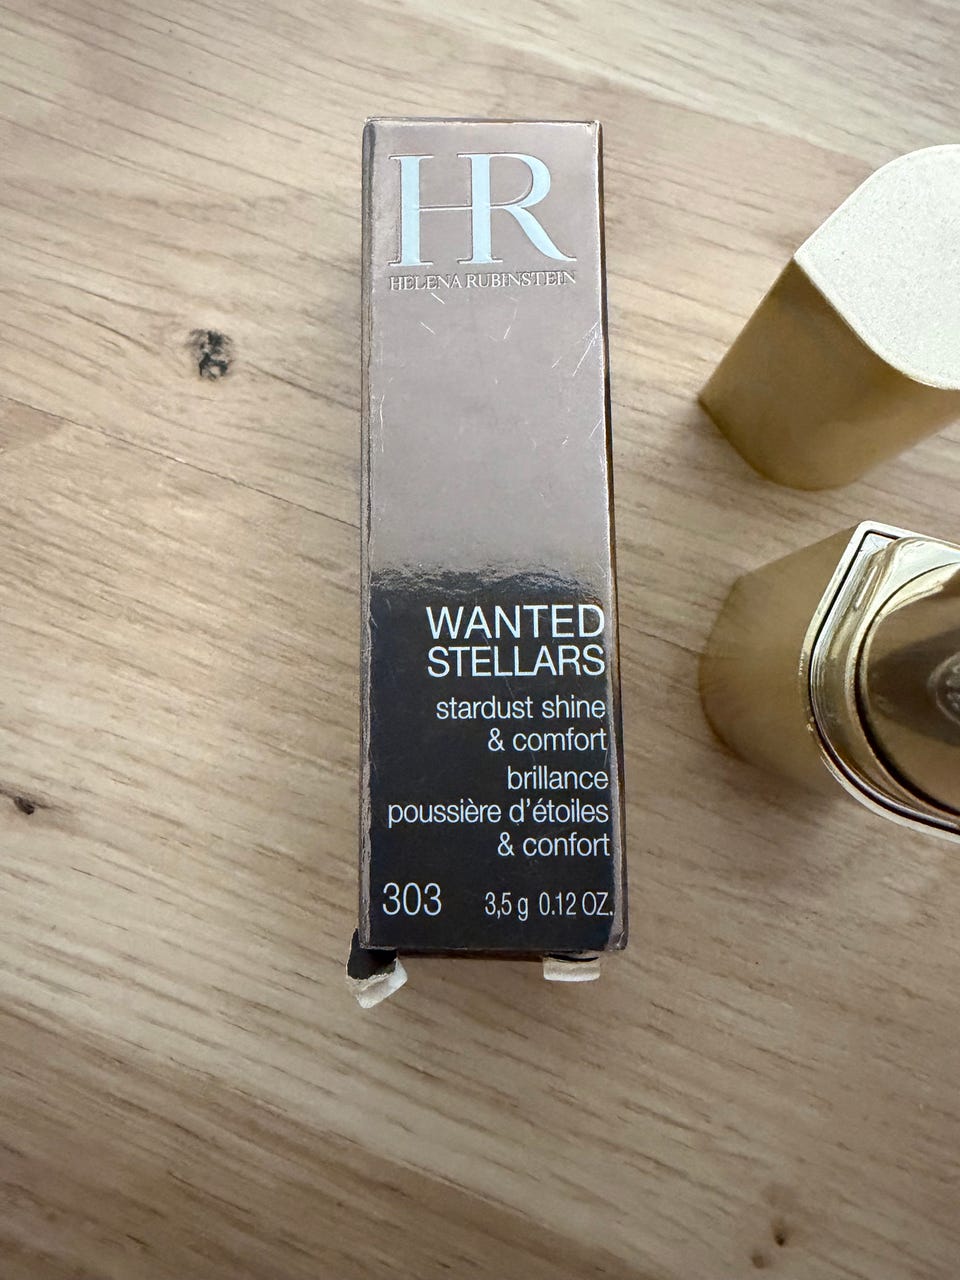 HR
HELENA RUBINSTEIN
WANTED
STELLARS
stardust shine
& comfort
brillance
poussière d'étoiles
& confort
303 3,5 g 0.12 OZ.